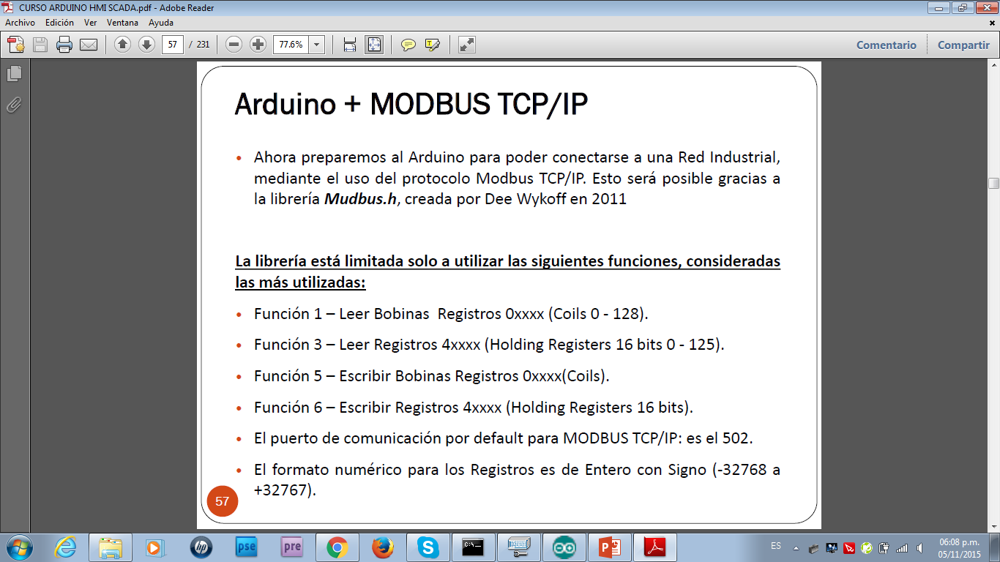 CURSO ARDUINO HMI SCADA.pdf - Adobe Reader
Archivo Edición Ver Ventana Ayuda
57 / 231 77.6% Comentario Compartir
Arduino + MODBUS TCP/IP
• Ahora preparemos al Arduino para poder conectarse a una Red Industrial,
mediante el uso del protocolo Modbus TCP/IP. Esto será posible gracias a
la librería Mudbus.h, creada por Dee Wykoff en 2011
La librería está limitada solo a utilizar las siguientes funciones, consideradas
las más utilizadas:
• Función 1 – Leer Bobinas Registros 0xxxx (Coils 0 - 128).
• Función 3 – Leer Registros 4xxxx (Holding Registers 16 bits 0 - 125).
• Función 5 – Escribir Bobinas Registros 0xxxx(Coils).
• Función 6 – Escribir Registros 4xxxx (Holding Registers 16 bits).
• El puerto de comunicación por default para MODBUS TCP/IP: es el 502.
• El formato numérico para los Registros es de Entero con Signo (-32768 a
+32767).
57
hp pse pre C:\ ES 06:08 p.m.
05/11/2015